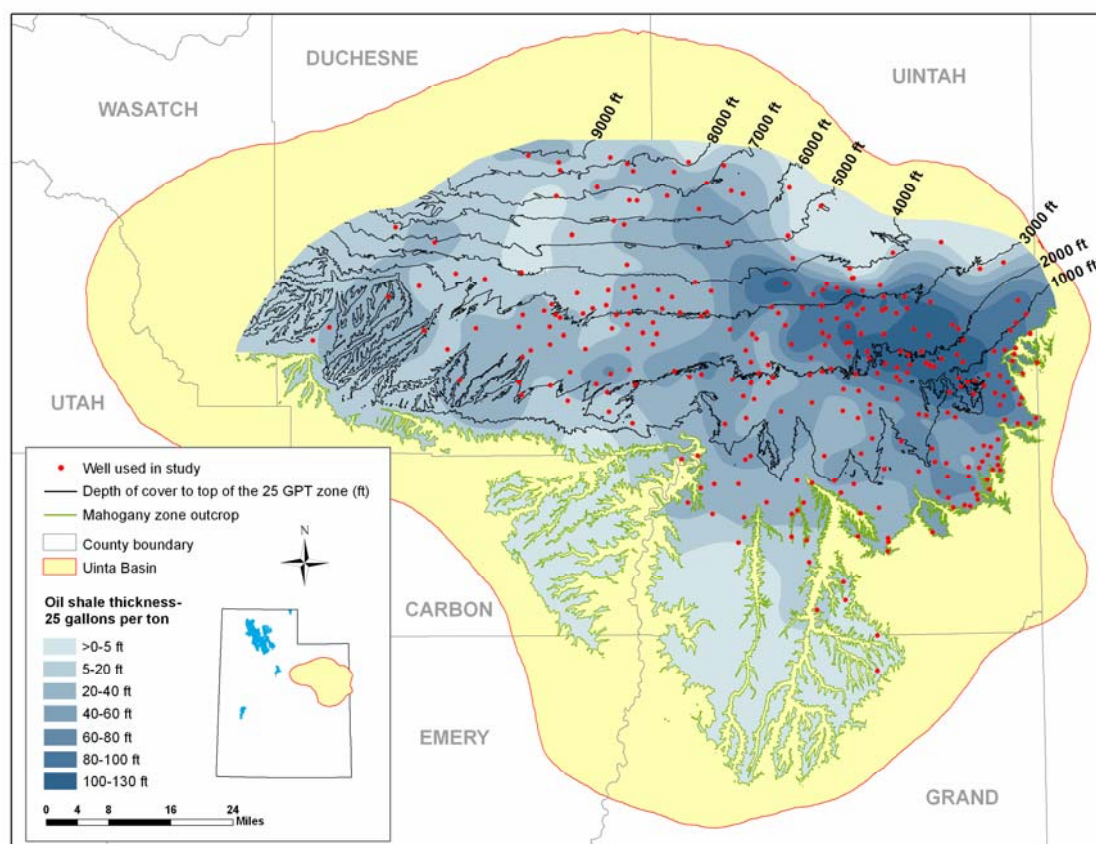 DUCHESNE
UINTAH
WASATCH
9000 ft
8000 ft
7000 ft
6000 ft
5000 ft
4000 ft
3000 ft
2000 ft
1000 ft
UTAH
CARBON
EMERY
GRAND
Well used in study
Depth of cover to top of the 25 GPT zone (ft)
Mahogany zone outcrop
County boundary
Uinta Basin
N
Oil shale thickness-
25 gallons per ton
>0-5 ft
5-20 ft
20-40 ft
40-60 ft
60-80 ft
80-100 ft
100-130 ft
0 4 8 16 24
Miles